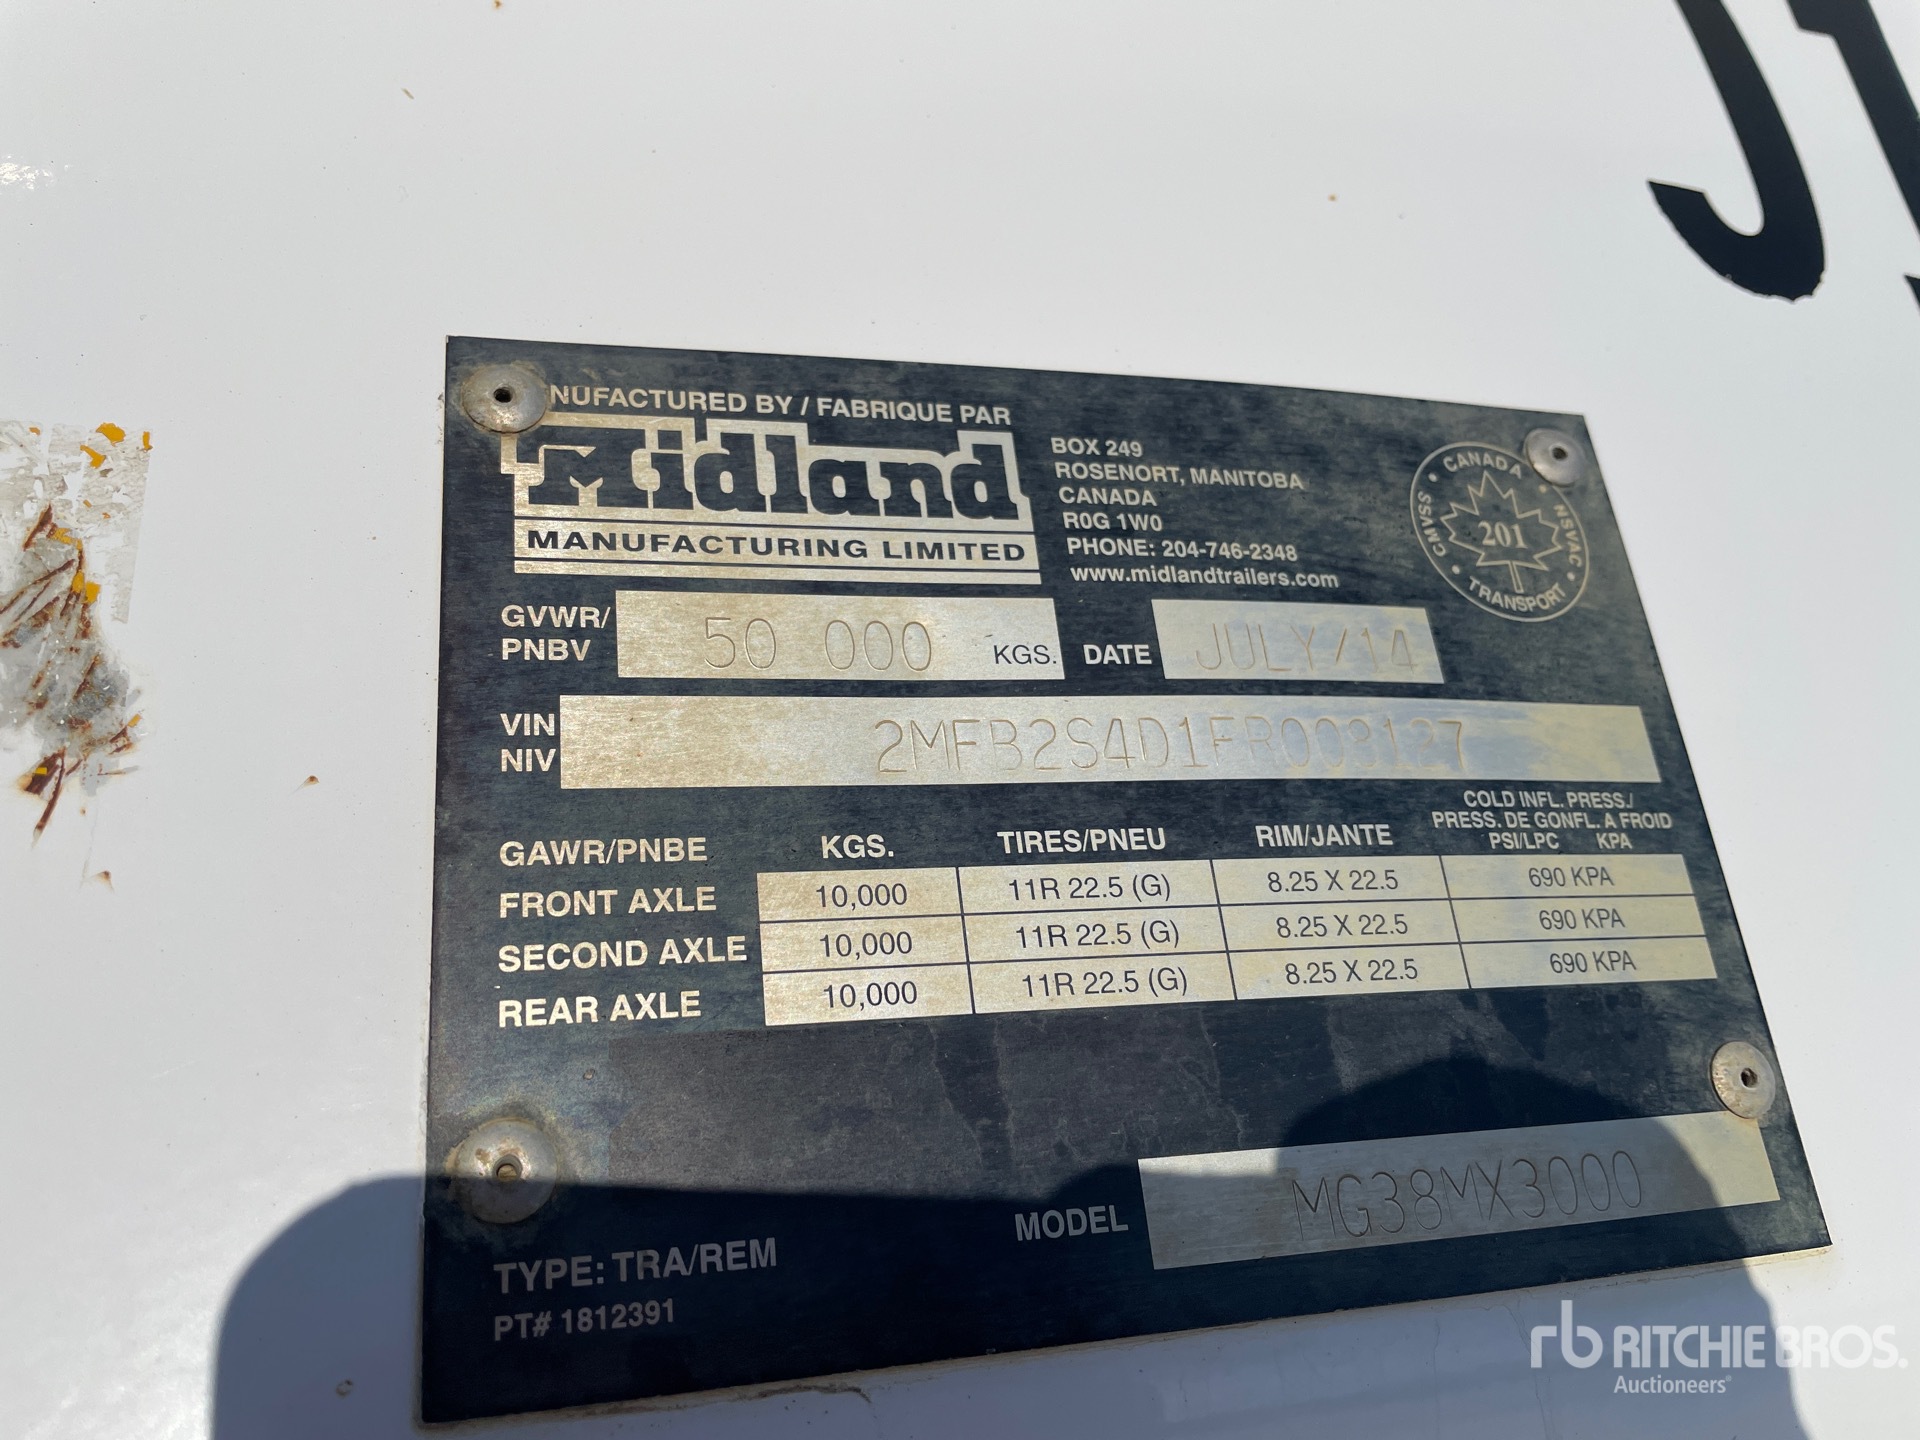 NUFACTURED BY / FABRIQUE PAR
Midland
MANUFACTURING LIMITED
BOX 249
ROSENORT, MANITOBA
CANADA
R0G 1W0
PHONE: 204-746-2348
www.midlandtrailers.com
CANADA
NSVAC
TRANSPORT
CMVSS
201
GVWR/
PNBV
50 000 KGS.
DATE JULY/14
VIN
NIV
2MFB2S4D1FR008127
COLD INFL. PRESS./
PRESS. DE GONFL. A FROID
GAWR/PNBE KGS. TIRES/PNEU RIM/JANTE PSI/LPC KPA
FRONT AXLE 10,000 11R 22.5 (G) 8.25 X 22.5 690 KPA
SECOND AXLE 10,000 11R 22.5 (G) 8.25 X 22.5 690 KPA
REAR AXLE 10,000 11R 22.5 (G) 8.25 X 22.5 690 KPA
MODEL MG38MX3000
TYPE: TRA/REM
PT# 1812391
rb RITCHIE BROS.
Auctioneers